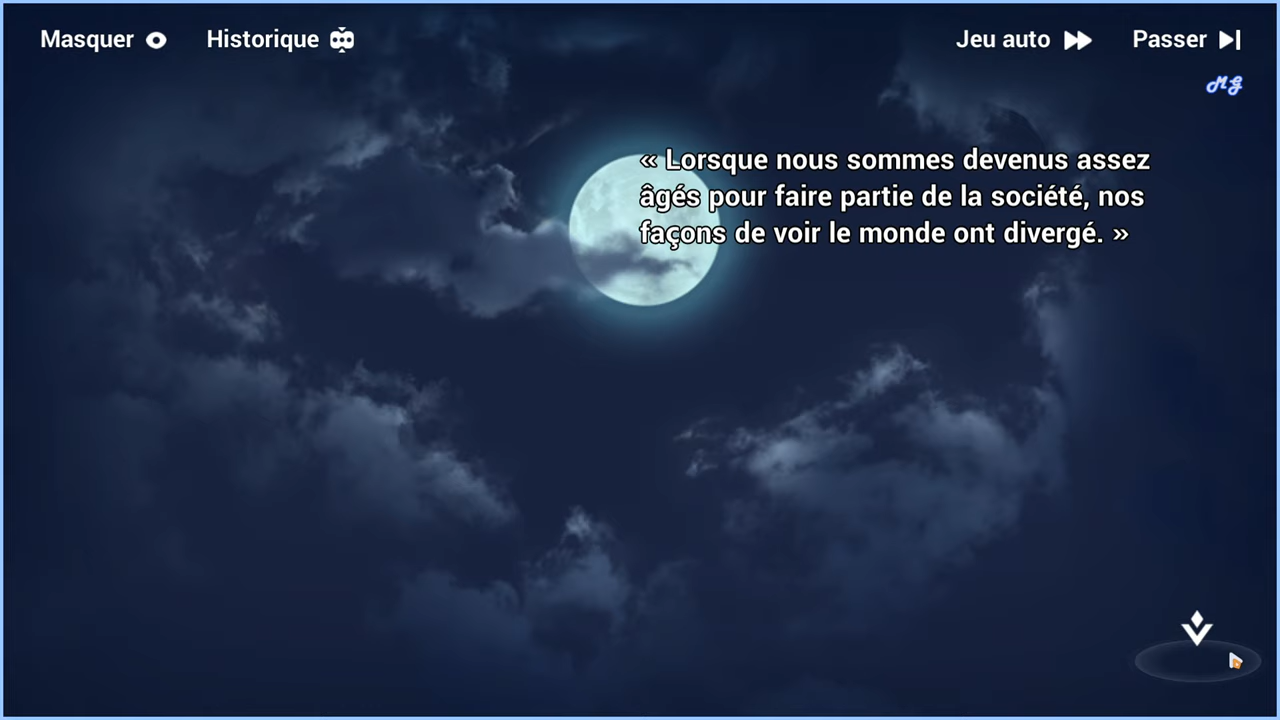 Masquer Historique Jeu auto Passer
MG
« Lorsque nous sommes devenus assez
âgés pour faire partie de la société, nos
façons de voir le monde ont divergé. »